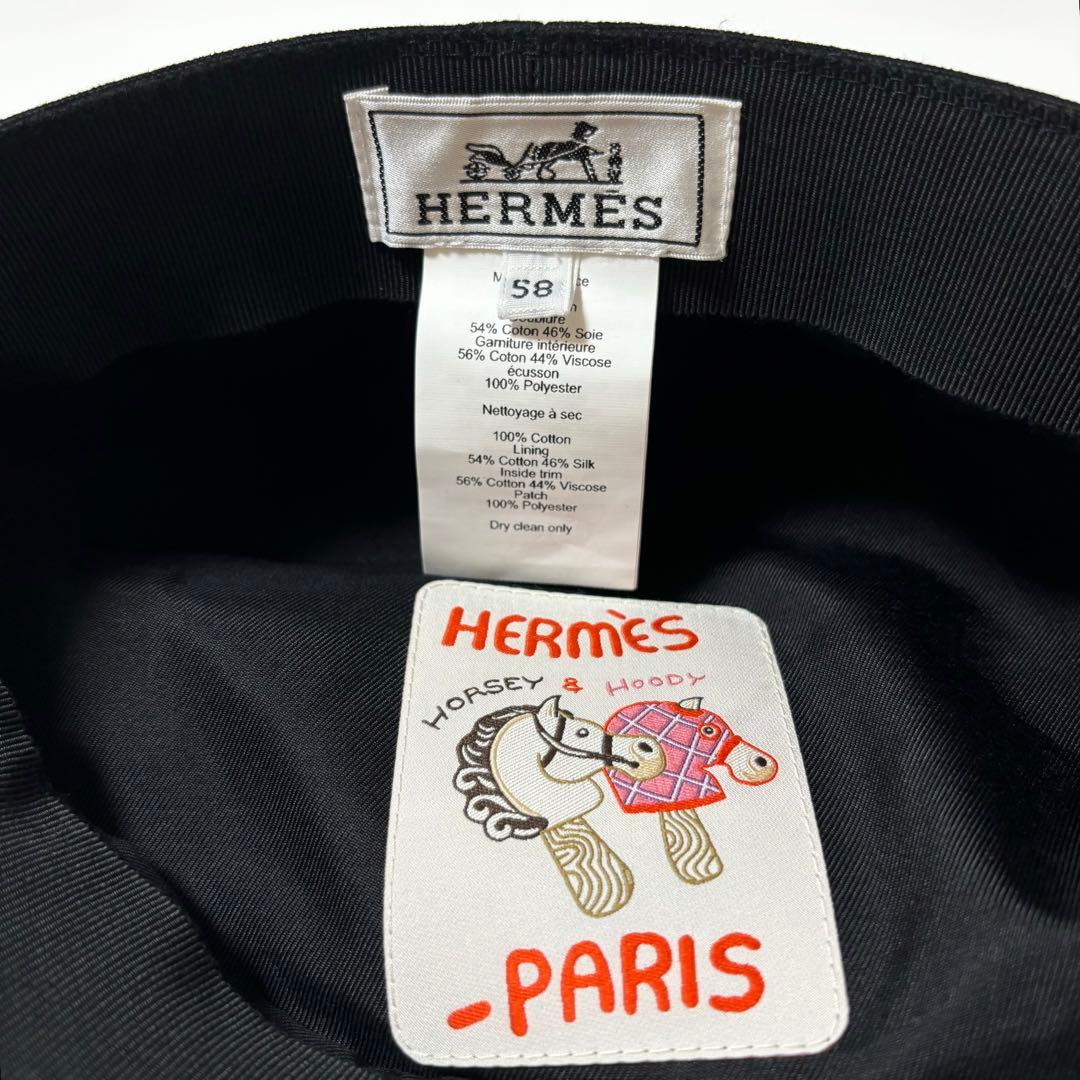 HERMÈS
58
Doublure
54% Coton 46% Soie
Garniture intérieure
56% Coton 44% Viscose
écusson
100% Polyester
Nettoyage à sec
100% Cotton
Lining
54% Cotton 46% Silk
Inside trim
56% Cotton 44% Viscose
Patch
100% Polyester
Dry clean only
HERMÈS
HORSEY & HOODY
-PARIS